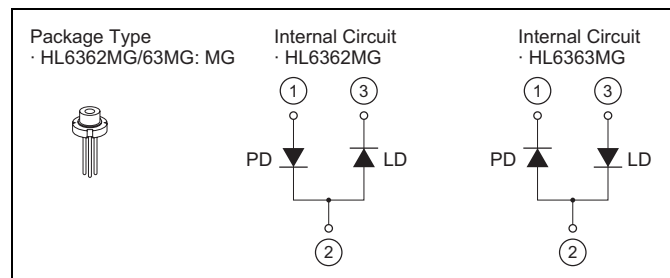 Package Type
· HL6362MG/63MG: MG
Internal Circuit
· HL6362MG
1
3
PD
LD
2
Internal Circuit
· HL6363MG
1
3
PD
LD
2